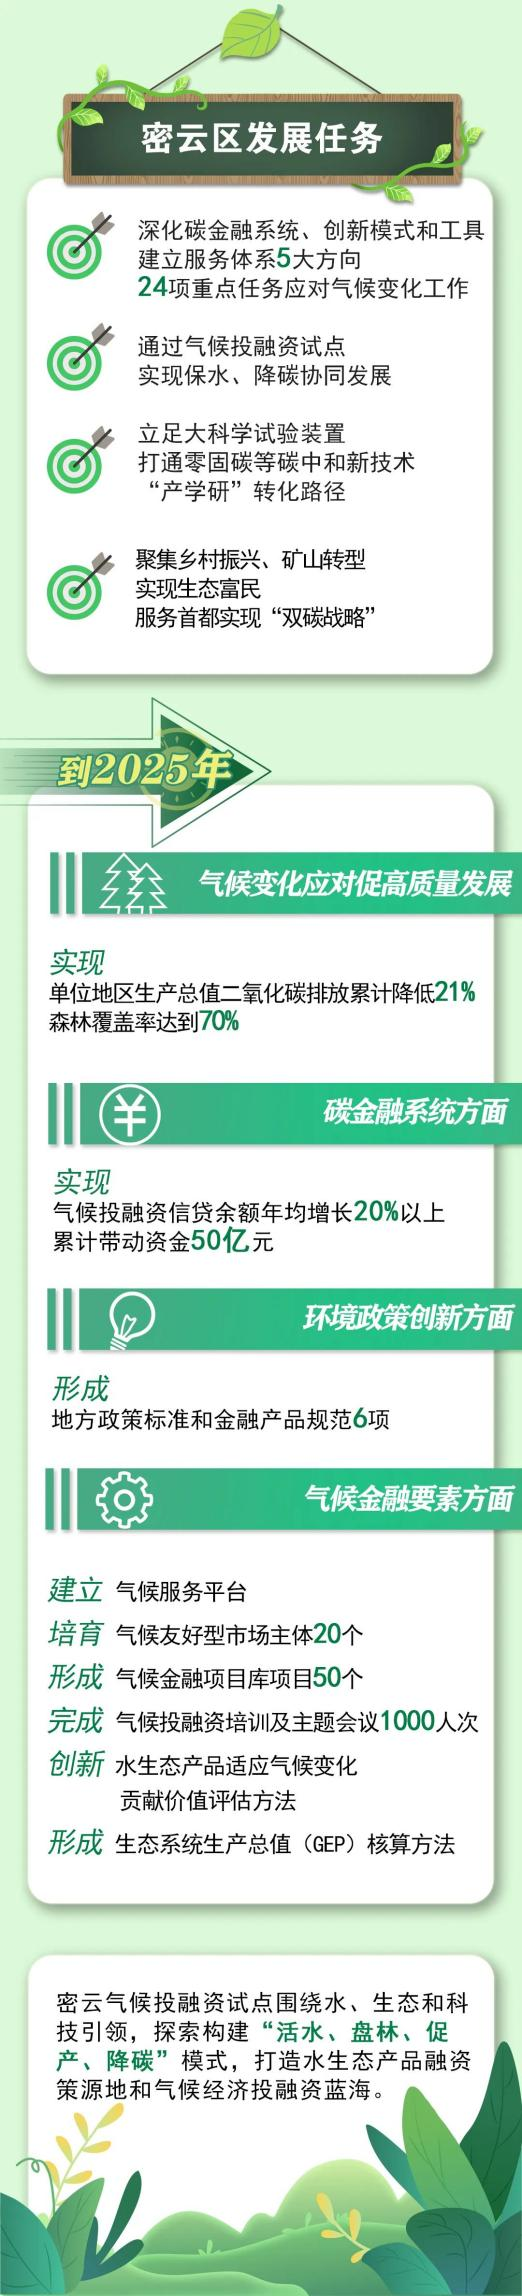 密云区发展任务
深化碳金融系统、创新模式和工具
建立服务体系5大方向
24项重点任务应对气候变化工作
通过气候投融资试点
实现保水、降碳协同发展
立足大科学试验装置
打通零固碳等碳中和新技术
“产学研”转化路径
聚集乡村振兴、矿山转型
实现生态富民
服务首都实现“双碳战略”
到2025年
气候变化应对促高质量发展
实现
单位地区生产总值二氧化碳排放累计降低21%
森林覆盖率达到70%
碳金融系统方面
实现
气候投融资信贷余额年均增长20%以上
累计带动资金50亿元
环境政策创新方面
形成
地方政策标准和金融产品规范6项
气候金融要素方面
建立 气候服务平台
培育 气候友好型市场主体20个
形成 气候金融项目库项目50个
完成 气候投融资培训及主题会议1000人次
创新 水生态产品适应气候变化
贡献价值评估方法
形成 生态系统生产总值（GEP）核算方法
密云气候投融资试点围绕水、生态和科
技引领，探索构建“活水、盘林、促
产、降碳”模式，打造水生态产品融资
策源地和气候经济投融资蓝海。